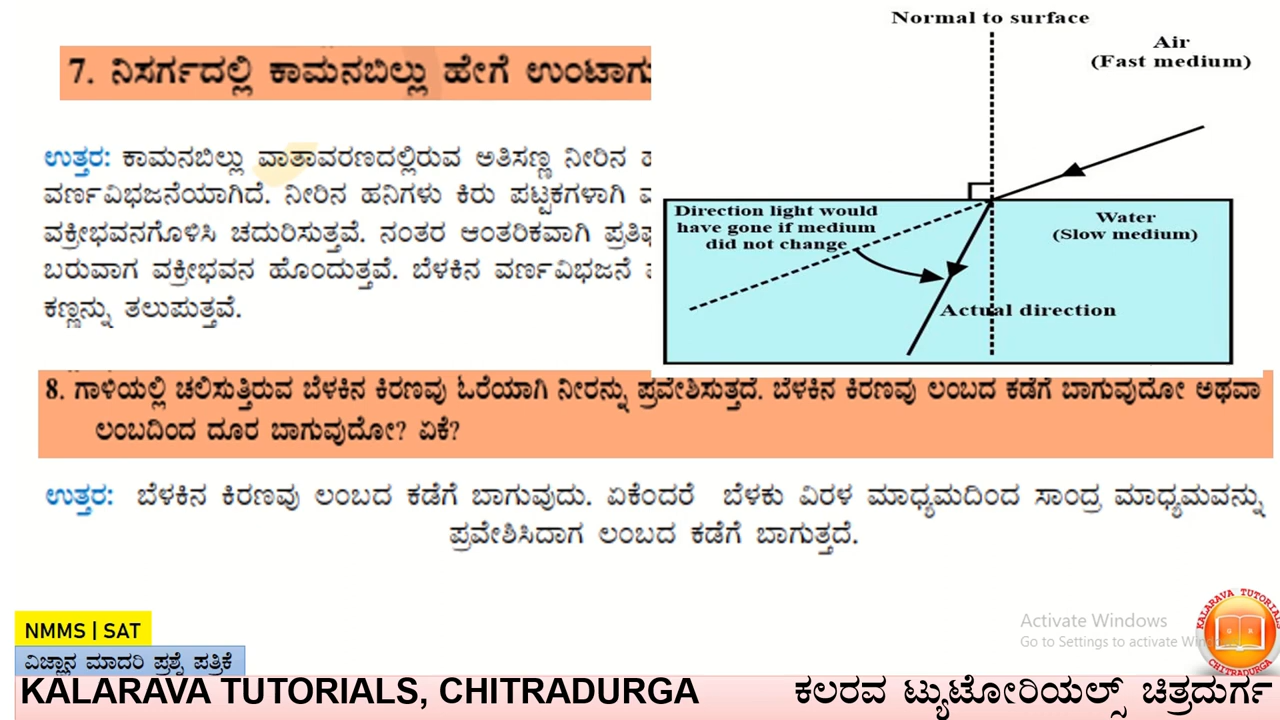 Normal to surface
Air
(Fast medium)
7. ನಿಸರ್ಗದಲ್ಲಿ ಕಾಮನಬಿಲ್ಲು ಹೇಗೆ ಉಂಟಾಗು
ಉತ್ತರ: ಕಾಮನಬಿಲ್ಲು ವಾತಾವರಣದಲ್ಲಿರುವ ಅತಿಸಣ್ಣ ನೀರಿನ
ವರ್ಣವಿಭಜನೆಯಾಗಿದೆ. ನೀರಿನ ಹನಿಗಳು ಕಿರು ಪಟ್ಟಕಗಳಾಗಿ
ವಕ್ರೀಭವನಗೊಳಿಸಿ ಚದುರಿಸುತ್ತವೆ. ನಂತರ ಆಂತರಿಕವಾಗಿ
ಬರುವಾಗ ವಕ್ರೀಭವನ ಹೊಂದುತ್ತವೆ. ಬೆಳಕಿನ ವರ್ಣವಿಭಜನೆ
ಕಣ್ಣನ್ನು ತಲುಪುತ್ತವೆ.
Direction light would
have gone if medium
did not change
Water
(Slow medium)
Actual direction
8. ಗಾಳಿಯಲ್ಲಿ ಚಲಿಸುತ್ತಿರುವ ಬೆಳಕಿನ ಕಿರಣವು ಓರೆಯಾಗಿ ನೀರನ್ನು ಪ್ರವೇಶಿಸುತ್ತದೆ. ಬೆಳಕಿನ ಕಿರಣವು ಲಂಬದ ಕಡೆಗೆ ಬಾಗುವುದೋ ಅಥವಾ
ಲಂಬದಿಂದ ದೂರ ಬಾಗುವುದೋ? ಏಕೆ?
ಉತ್ತರ: ಬೆಳಕಿನ ಕಿರಣವು ಲಂಬದ ಕಡೆಗೆ ಬಾಗುವುದು. ಏಕೆಂದರೆ ಬೆಳಕು ವಿರಳ ಮಾಧ್ಯಮದಿಂದ ಸಾಂದ್ರ ಮಾಧ್ಯಮವನ್ನು
ಪ್ರವೇಶಿಸಿದಾಗ ಲಂಬದ ಕಡೆಗೆ ಬಾಗುತ್ತದೆ.
Activate Windows
Go to Settings to activate
KALARAVA TUTORIALS
CHITRADURGA
NMMS | SAT
ವಿಜ್ಞಾನ ಮಾದರಿ ಪ್ರಶ್ನೆ ಪತ್ರಿಕೆ
KALARAVA TUTORIALS, CHITRADURGA ಕಲರವ ಟ್ಯುಟೋರಿಯಲ್ಸ್ ಚಿತ್ರದುರ್ಗ